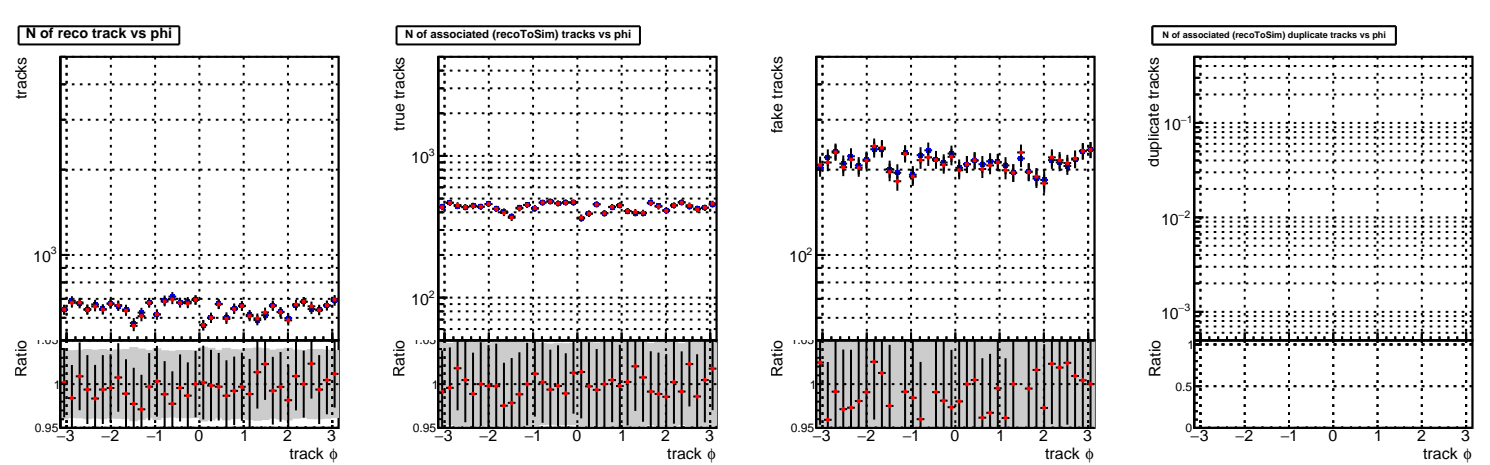 N of reco track vs phi
tracks
10³
Ratio
1
0.95
−3 −2 −1 0 1 2 3
track ϕ
N of associated (recoToSim) tracks vs phi
true tracks
10³
10²
Ratio
1
0.95
−3 −2 −1 0 1 2 3
track ϕ
fake tracks
10²
Ratio
1
0.95
−3 −2 −1 0 1 2 3
track ϕ
N of associated (recoToSim) duplicate tracks vs phi
duplicate tracks
10⁻¹
10⁻²
10⁻³
Ratio
1
0.5
0
−3 −2 −1 0 1 2 3
track ϕ